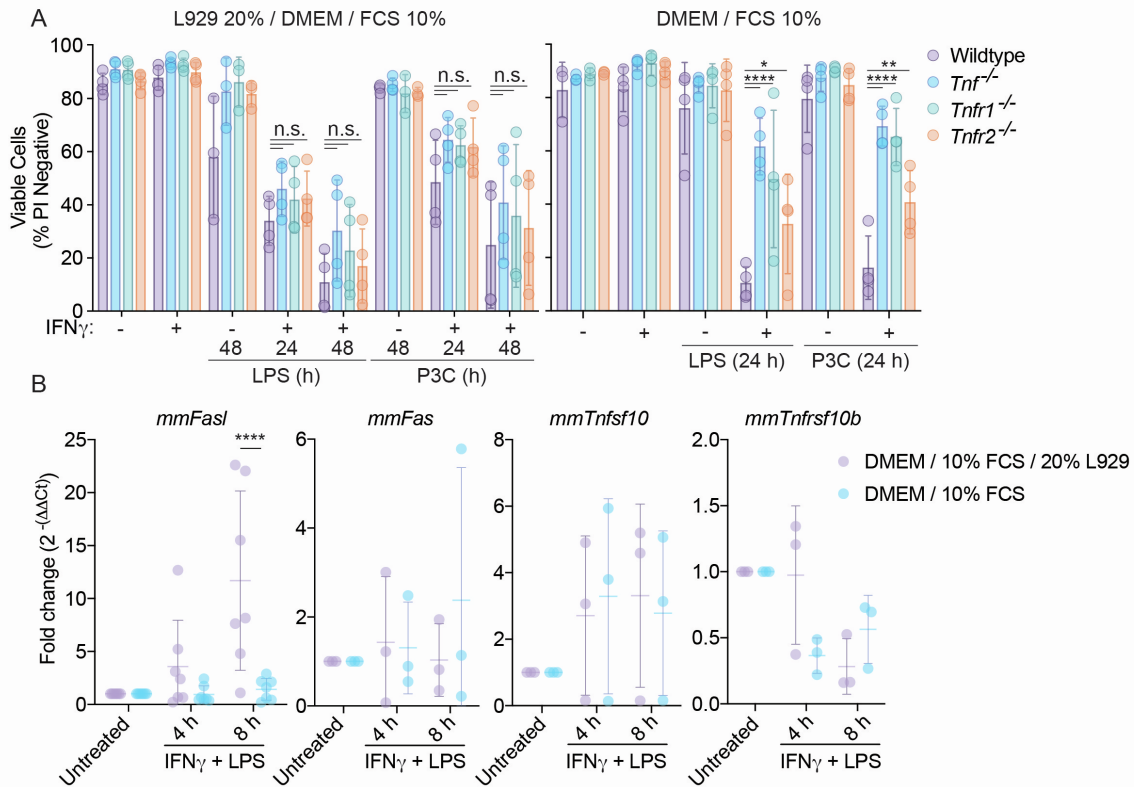 A
L929 20% / DMEM / FCS 10%
DMEM / FCS 10%
Viable Cells
(% PI Negative)
100
80
60
40
20
0
n.s.
n.s.
n.s.
n.s.
*
****
**
****
Wildtype
Tnf-/-
Tnfr1-/-
Tnfr2-/-
IFNγ: - + - + + - + + - + - + - +
48 24 48 48 24 48
LPS (h) P3C (h) LPS (24 h) P3C (24 h)
B
mmFasl mmFas mmTnfsf10 mmTnfrsf10b
Fold change (2-(ΔΔCt))
25
20
15
10
5
0
****
6
4
2
0
8
6
4
2
0
2.0
1.5
1.0
0.5
0.0
DMEM / 10% FCS / 20% L929
DMEM / 10% FCS
Untreated 4 h 8 h Untreated 4 h 8 h Untreated 4 h 8 h Untreated 4 h 8 h
IFNγ + LPS IFNγ + LPS IFNγ + LPS IFNγ + LPS